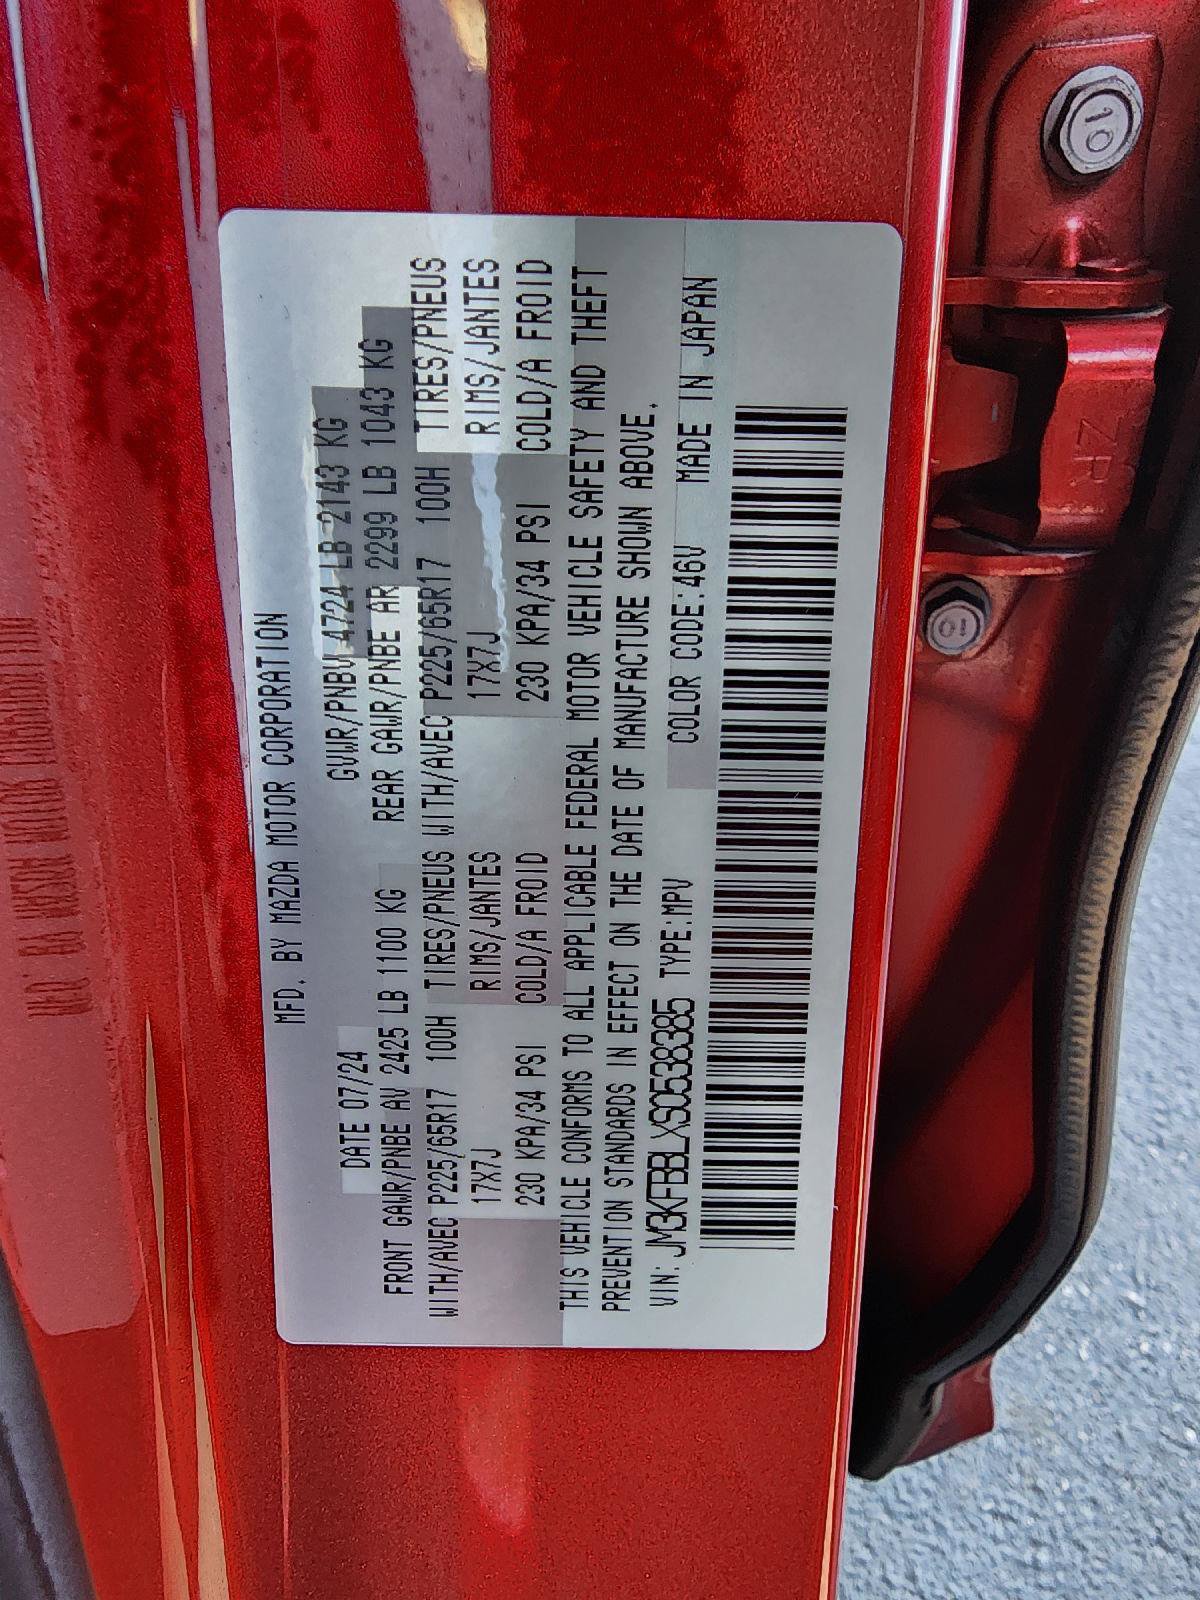 MFD. BY MAZDA MOTOR CORPORATION
DATE 07/24 GVWR/PNBV 4724 LB 2143 KG
FRONT GAWR/PNBE AV 2425 LB 1100 KG REAR GAWR/PNBE AR 2299 LB 1043 KG
WITH/AVEC P225/65R17 100H TIRES/PNEUS WITH/AVEC P225/65R17 100H TIRES/PNEUS
17X7J RIMS/JANTES 17X7J RIMS/JANTES
230 KPA/34 PSI COLD/A FROID 230 KPA/34 PSI COLD/A FROID
THIS VEHICLE CONFORMS TO ALL APPLICABLE FEDERAL MOTOR VEHICLE SAFETY AND THEFT
PREVENTION STANDARDS IN EFFECT ON THE DATE OF MANUFACTURE SHOWN ABOVE.
VIN: JM3KFBBLXS0538385 TYPE:MPV COLOR CODE:46V MADE IN JAPAN
10
ZR
10